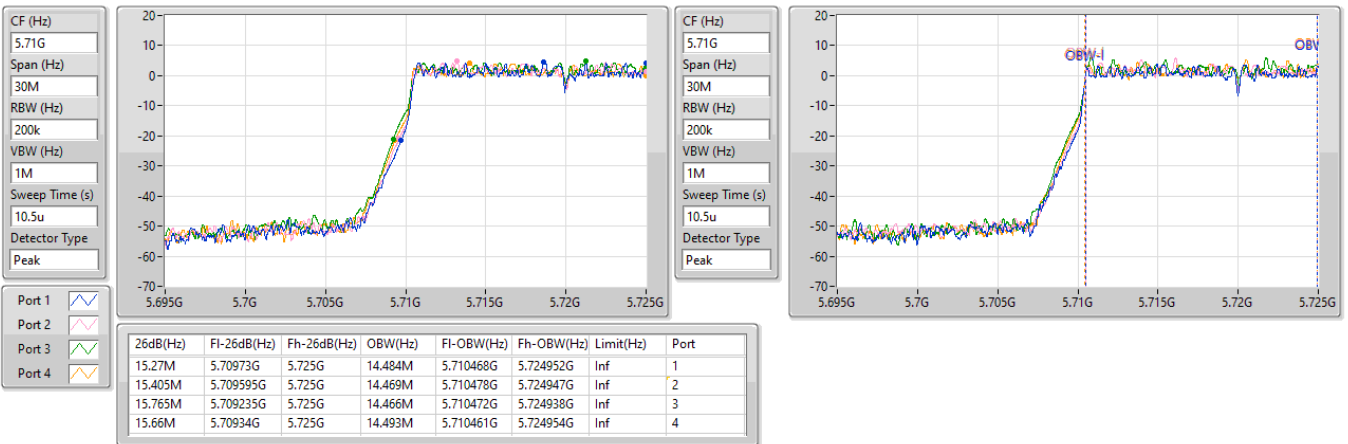 CF (Hz)
5.71G
Span (Hz)
30M
RBW (Hz)
200k
VBW (Hz)
1M
Sweep Time (s)
10.5u
Detector Type
Peak
20
10
0
-10
-20
-30
-40
-50
-60
-70
5.695G 5.7G 5.705G 5.71G 5.715G 5.72G 5.725G
CF (Hz)
5.71G
Span (Hz)
30M
RBW (Hz)
200k
VBW (Hz)
1M
Sweep Time (s)
10.5u
Detector Type
Peak
20
10
0
-10
-20
-30
-40
-50
-60
-70
OBW-l
OBW
5.695G 5.7G 5.705G 5.71G 5.715G 5.72G 5.725G
Port 1
Port 2
Port 3
Port 4
26dB(Hz) Fl-26dB(Hz) Fh-26dB(Hz) OBW(Hz) Fl-OBW(Hz) Fh-OBW(Hz) Limit(Hz) Port
15.27M 5.70973G 5.725G 14.484M 5.710468G 5.724952G Inf 1
15.405M 5.709595G 5.725G 14.469M 5.710478G 5.724947G Inf 2
15.765M 5.709235G 5.725G 14.466M 5.710472G 5.724938G Inf 3
15.66M 5.70934G 5.725G 14.493M 5.710461G 5.724954G Inf 4